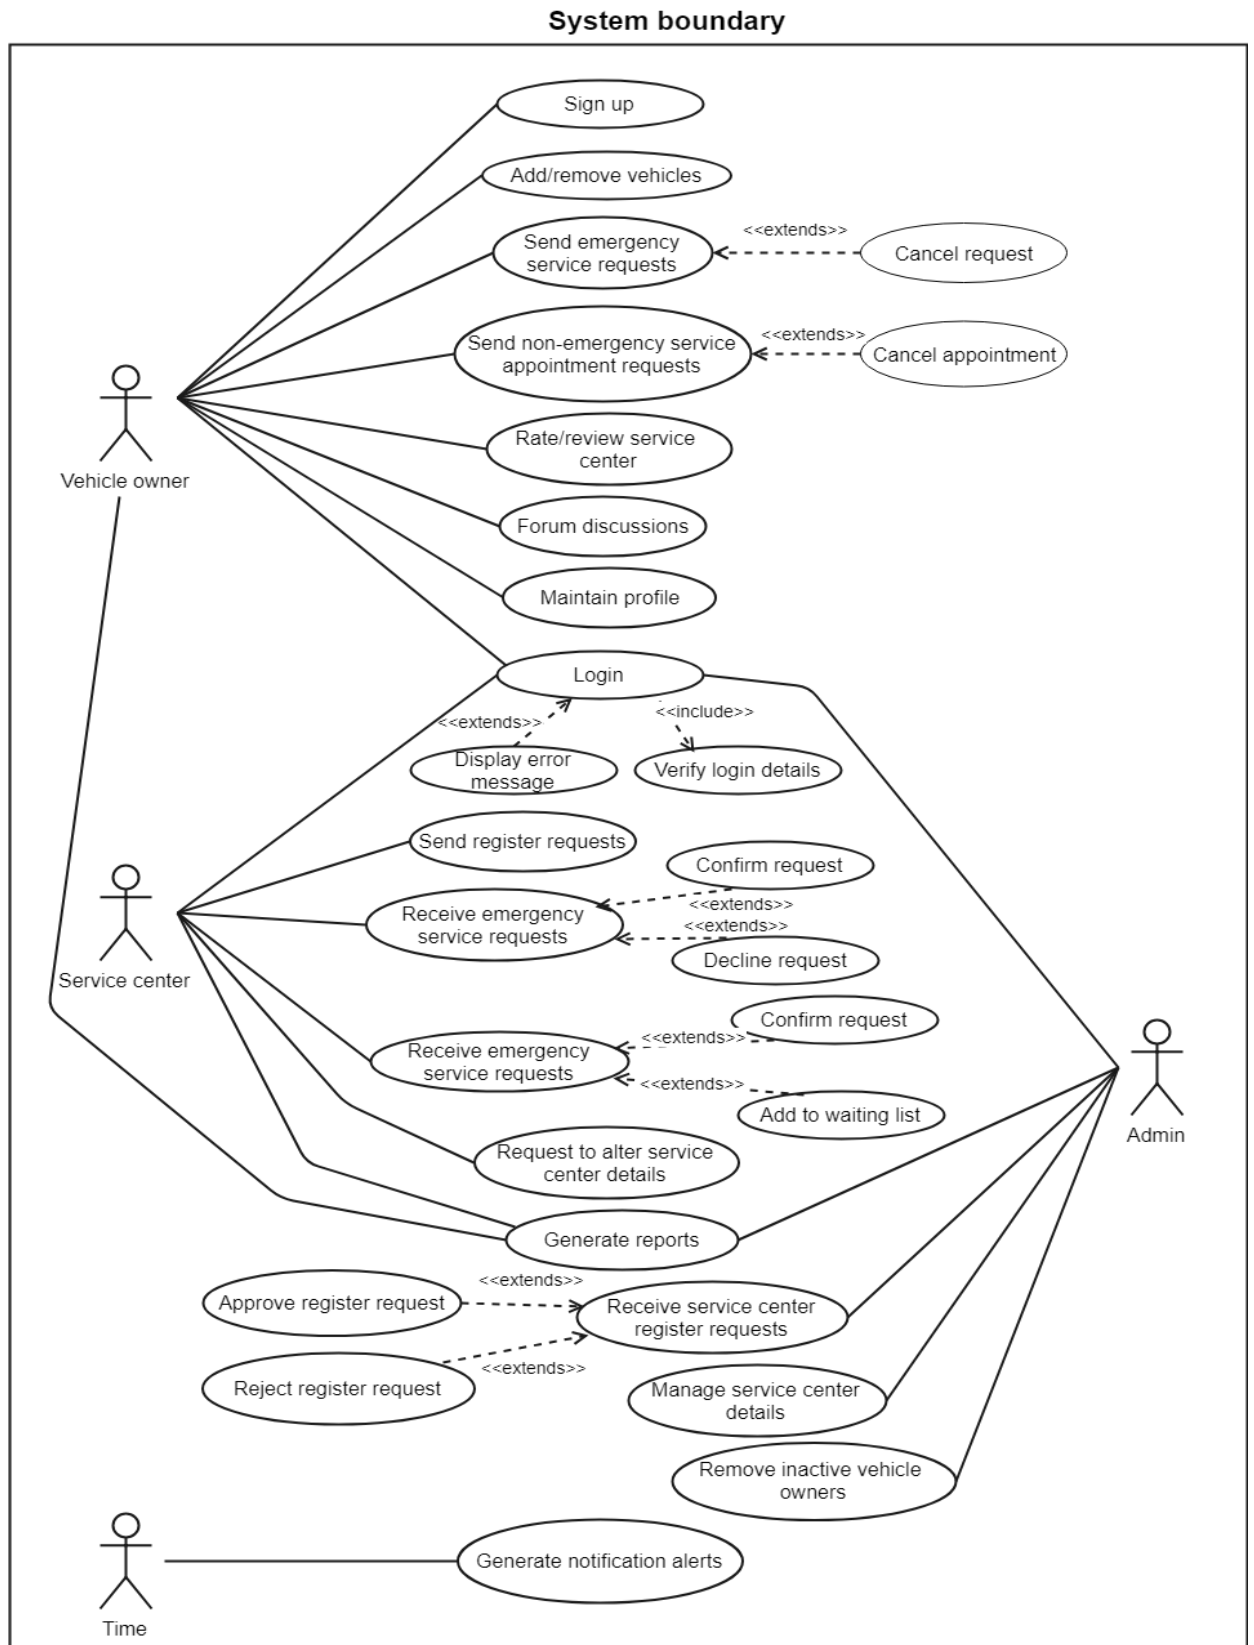 System boundary
Sign up
Add/remove vehicles
Send emergency
service requests
<<extends>>
Cancel request
Send non-emergency service
appointment requests
<<extends>>
Cancel appointment
Vehicle owner
Rate/review service
center
Forum discussions
Maintain profile
Login
<<extends>>
<<include>>
Display error
message
Verify login details
Send register requests
Confirm request
<<extends>>
Receive emergency
service requests
<<extends>>
Decline request
Service center
Confirm request
<<extends>>
Receive emergency
service requests
<<extends>>
Add to waiting list
Admin
Request to alter service
center details
Generate reports
<<extends>>
Approve register request
Receive service center
register requests
<<extends>>
Reject register request
Manage service center
details
Remove inactive vehicle
owners
Generate notification alerts
Time